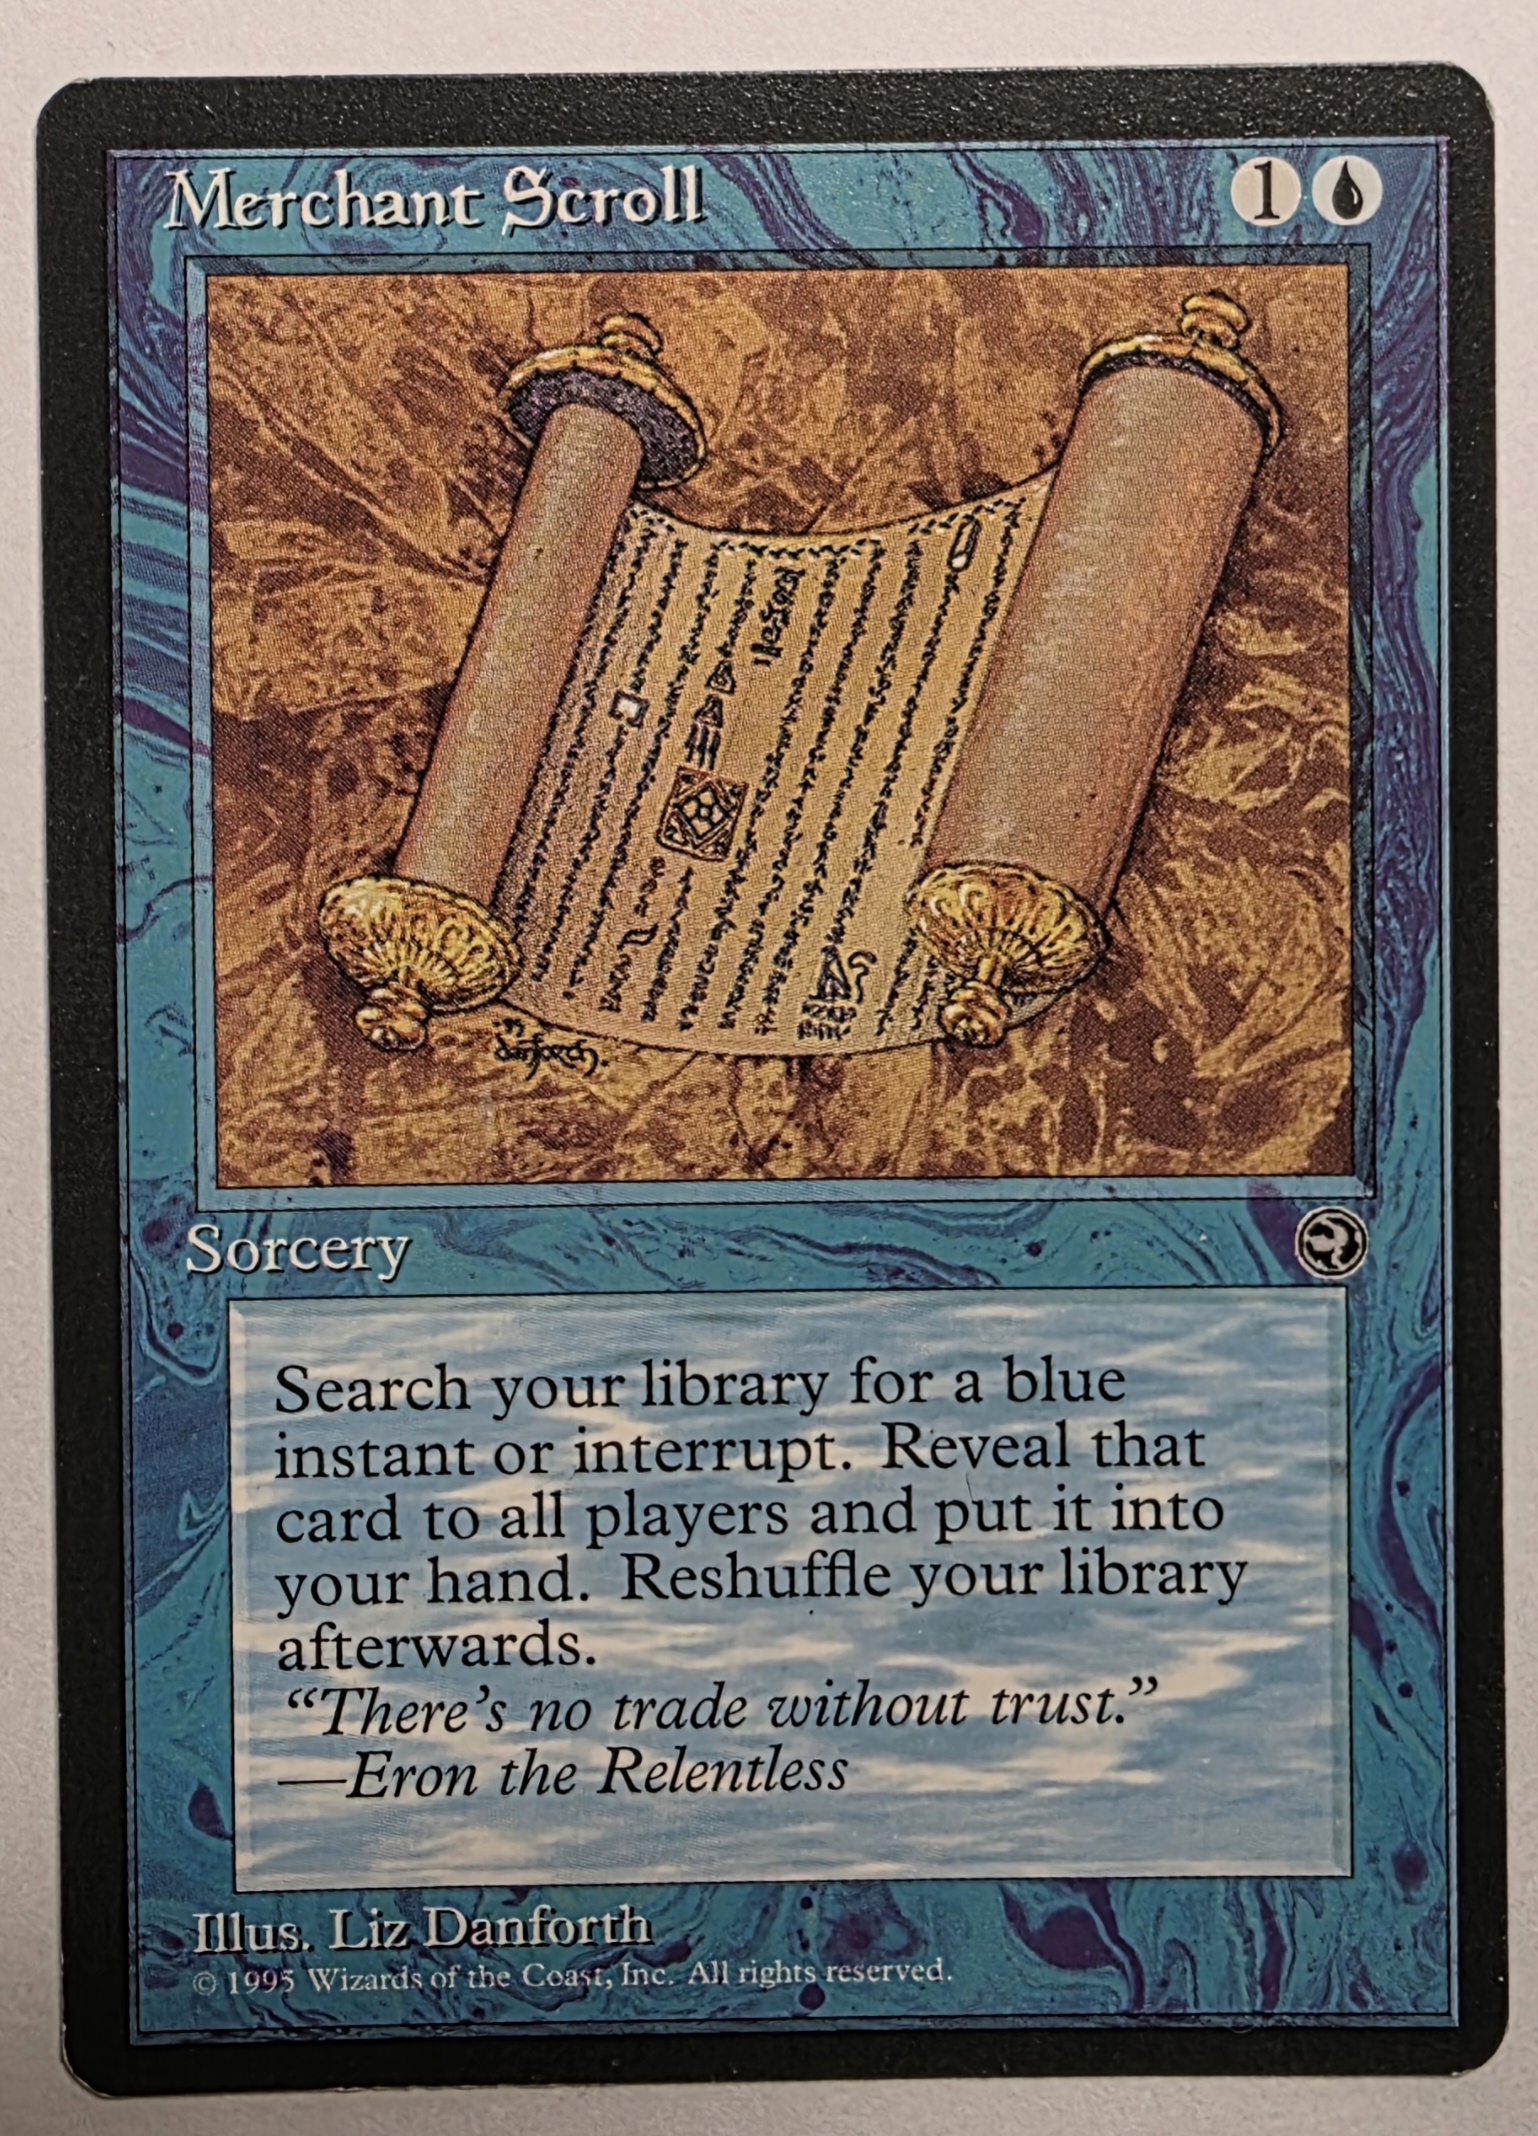 Merchant Scroll 1
danforth.
Sorcery
Search your library for a blue
instant or interrupt. Reveal that
card to all players and put it into
your hand. Reshuffle your library
afterwards.
“There’s no trade without trust.”
—Eron the Relentless
Illus. Liz Danforth
© 1995 Wizards of the Coast, Inc. All rights reserved.